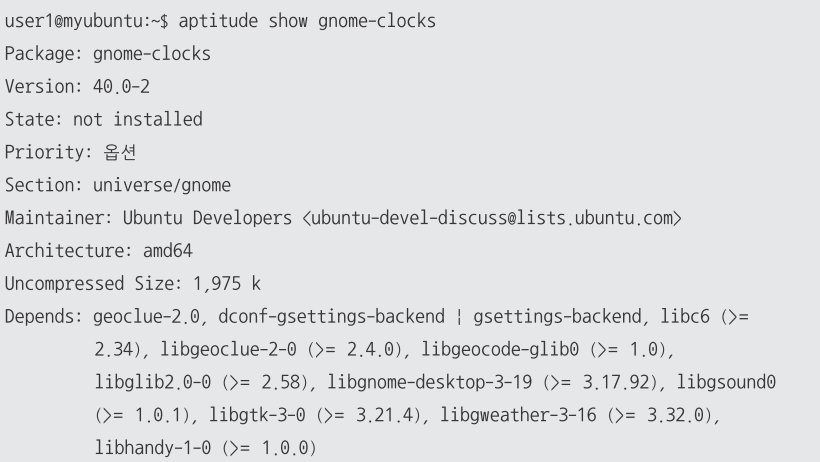 user1@myubuntu:~$ aptitude show gnome-clocks
Package: gnome-clocks
Version: 40.0-2
State: not installed
Priority: 옵션
Section: universe/gnome
Maintainer: Ubuntu Developers <ubuntu-devel-discuss@lists.ubuntu.com>
Architecture: amd64
Uncompressed Size: 1,975 k
Depends: geoclue-2.0, dconf-gsettings-backend ¦ gsettings-backend, libc6 (>=
2.34), libgeoclue-2-0 (>= 2.4.0), libgeocode-glib0 (>= 1.0),
libglib2.0-0 (>= 2.58), libgnome-desktop-3-19 (>= 3.17.92), libgsound0
(>= 1.0.1), libgtk-3-0 (>= 3.21.4), libgweather-3-16 (>= 3.32.0),
libhandy-1-0 (>= 1.0.0)